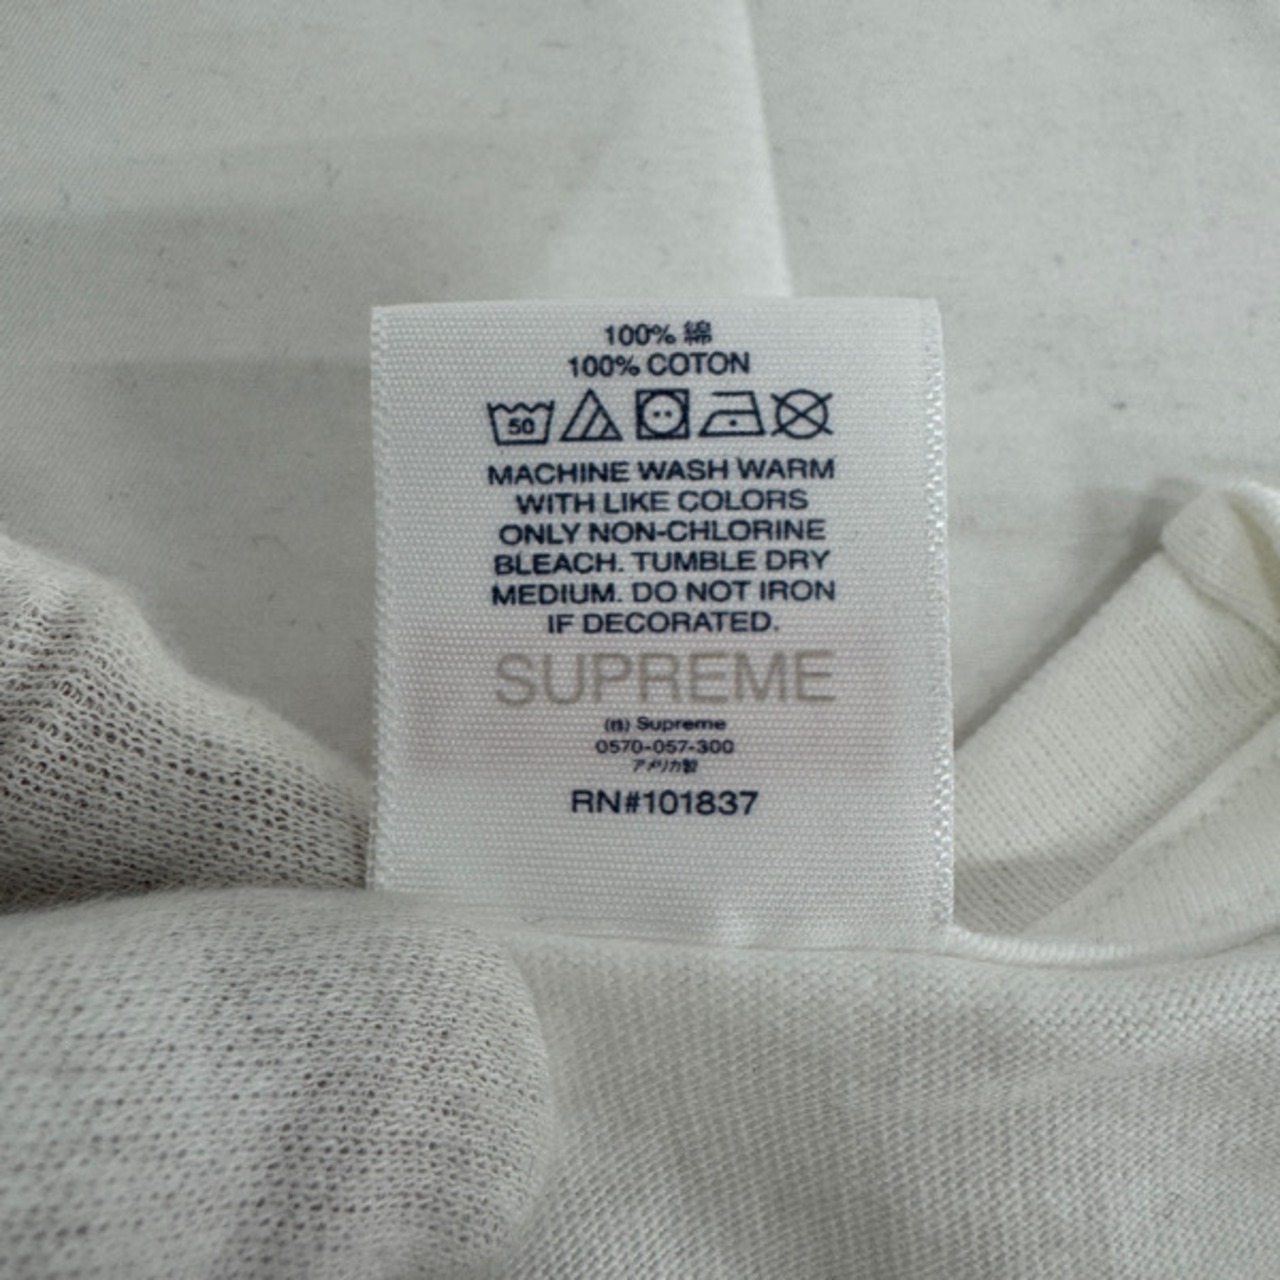 100% 綿
100% COTON
50
MACHINE WASH WARM
WITH LIKE COLORS
ONLY NON-CHLORINE
BLEACH. TUMBLE DRY
MEDIUM. DO NOT IRON
IF DECORATED.
SUPREME
(株) Supreme
0570-057-300
アメリカ製
RN#101837